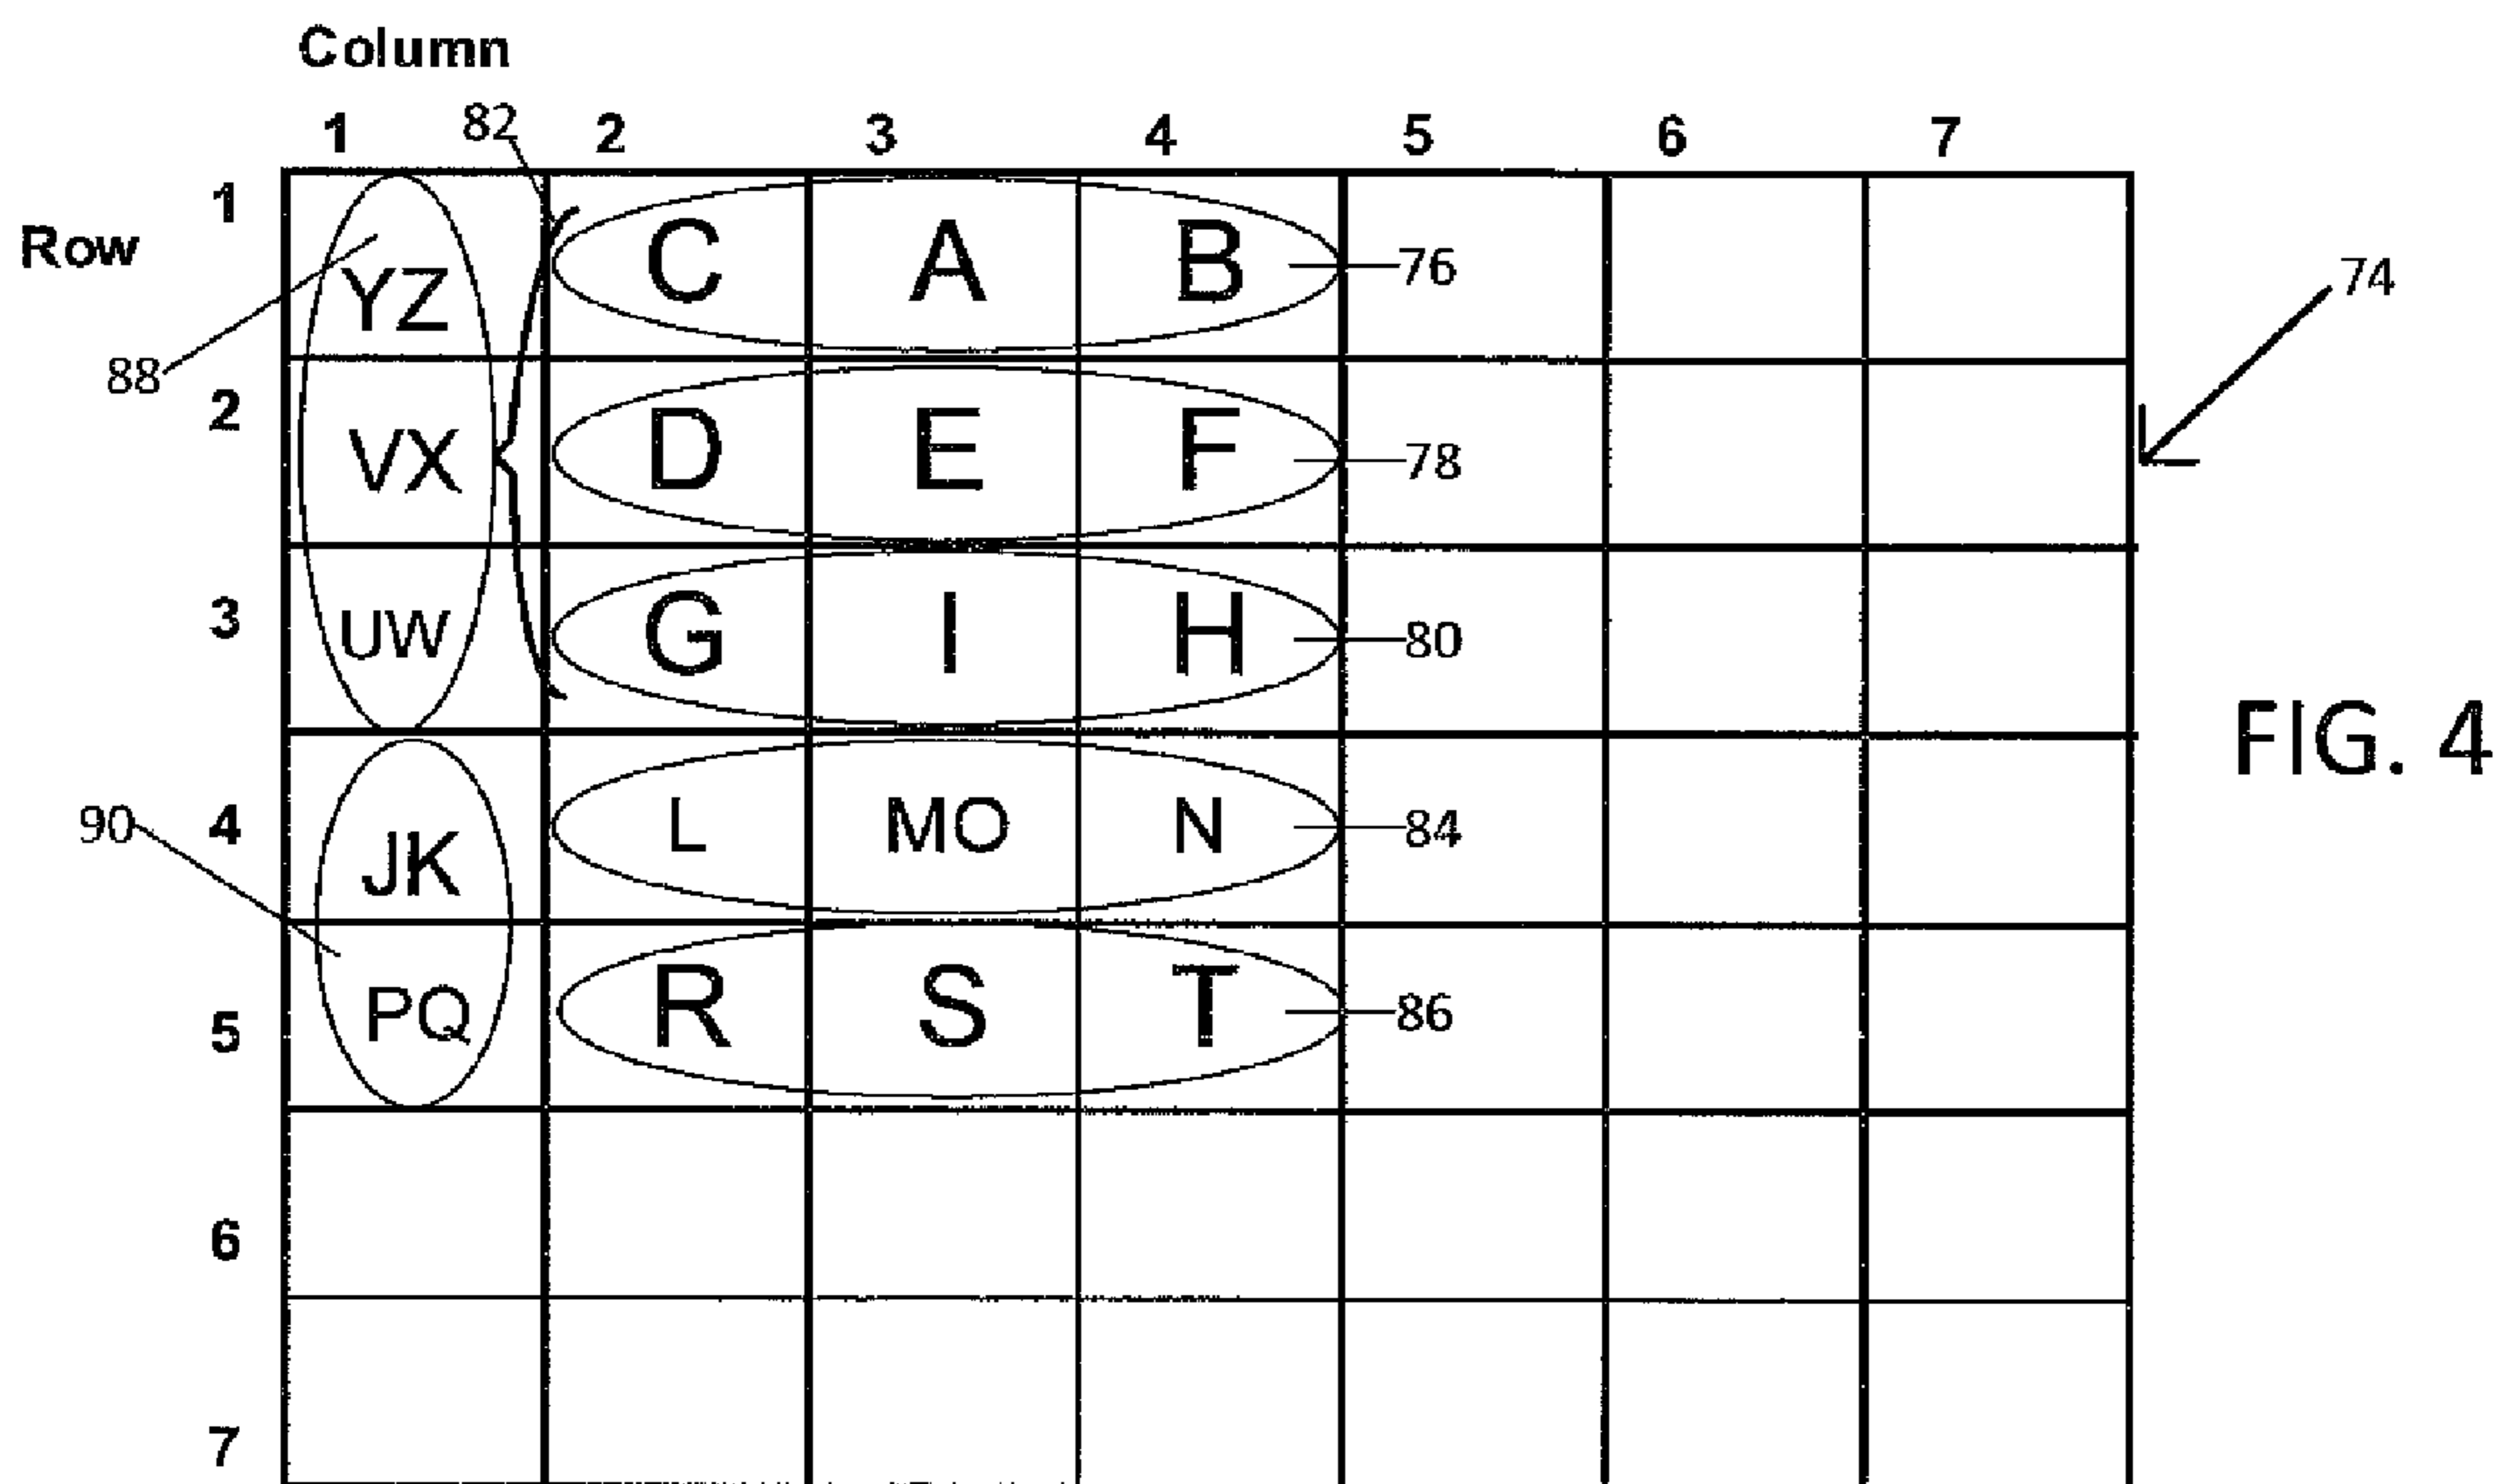 Column
1 82 2 3 4 5 6 7
1 C A B 76
Row YZ 74
88
2 VX D E F 78
3 UW G I H 80
FIG. 4
90 4 JK L MO N 84
5 PQ R S T 86
6
7